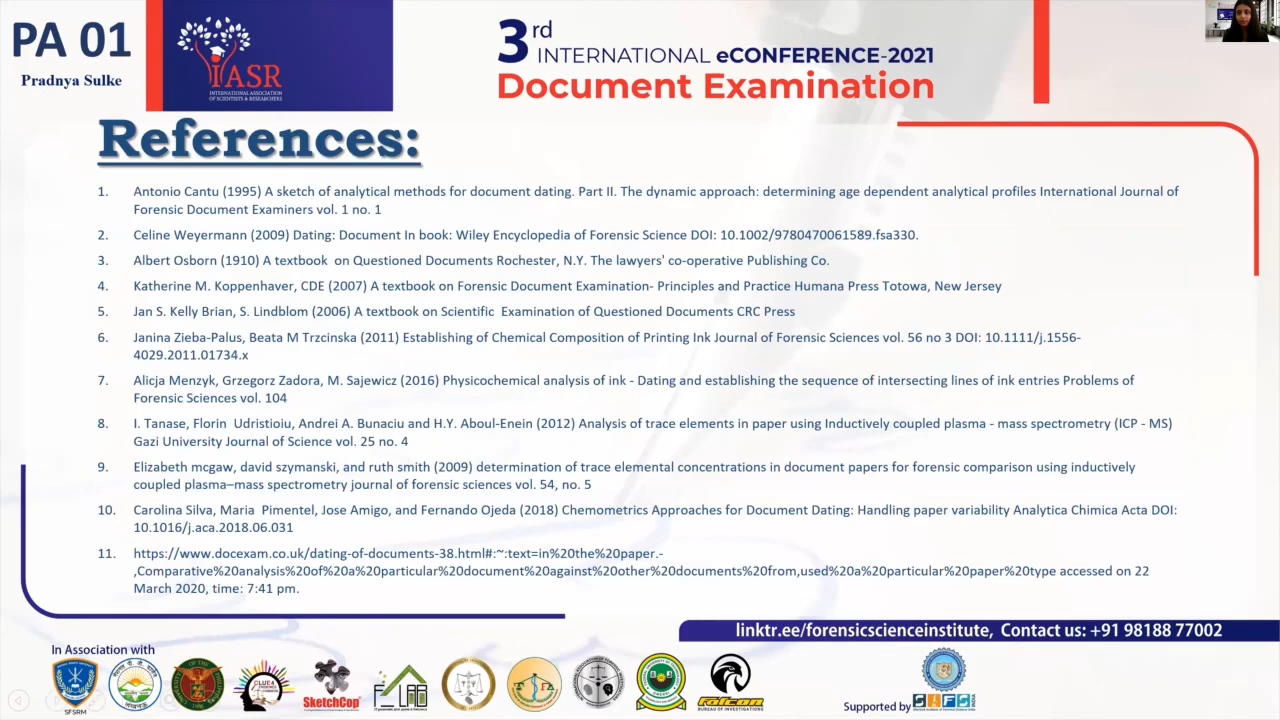 PA 01
Pradnya Sulke
IASR
INTERNATIONAL ASSOCIATION
OF SCIENTISTS & RESEARCHERS
3rd
INTERNATIONAL eCONFERENCE-2021
Document Examination
References:
1. Antonio Cantu (1995) A sketch of analytical methods for document dating. Part II. The dynamic approach: determining age dependent analytical profiles International Journal of
Forensic Document Examiners vol. 1 no. 1
2. Celine Weyermann (2009) Dating: Document In book: Wiley Encyclopedia of Forensic Science DOI: 10.1002/9780470061589.fsa330.
3. Albert Osborn (1910) A textbook on Questioned Documents Rochester, N.Y. The lawyers' co-operative Publishing Co.
4. Katherine M. Koppenhaver, CDE (2007) A textbook on Forensic Document Examination- Principles and Practice Humana Press Totowa, New Jersey
5. Jan S. Kelly Brian, S. Lindblom (2006) A textbook on Scientific Examination of Questioned Documents CRC Press
6. Janina Zieba-Palus, Beata M Trzcinska (2011) Establishing of Chemical Composition of Printing Ink Journal of Forensic Sciences vol. 56 no 3 DOI: 10.1111/j.1556-
4029.2011.01734.x
7. Alicja Menzyk, Grzegorz Zadora, M. Sajewicz (2016) Physicochemical analysis of ink - Dating and establishing the sequence of intersecting lines of ink entries Problems of
Forensic Sciences vol. 104
8. I. Tanase, Florin Udristioiu, Andrei A. Bunaciu and H.Y. Aboul-Enein (2012) Analysis of trace elements in paper using Inductively coupled plasma - mass spectrometry (ICP - MS)
Gazi University Journal of Science vol. 25 no. 4
9. Elizabeth mcgaw, david szymanski, and ruth smith (2009) determination of trace elemental concentrations in document papers for forensic comparison using inductively
coupled plasma–mass spectrometry journal of forensic sciences vol. 54, no. 5
10. Carolina Silva, Maria Pimentel, Jose Amigo, and Fernando Ojeda (2018) Chemometrics Approaches for Document Dating: Handling paper variability Analytica Chimica Acta DOI:
10.1016/j.aca.2018.06.031
11. https://www.docexam.co.uk/dating-of-documents-38.html#:~:text=in%20the%20paper.-
,Comparative%20analysis%20of%20a%20particular%20document%20against%20other%20documents%20from,used%20a%20particular%20paper%20type accessed on 22
March 2020, time: 7:41 pm.
linktr.ee/forensicscienceinstitute, Contact us: +91 98188 77002
In Association with
SFSRM
CLUE4
SketchCop
F LAB
falcon
BUREAU OF INVESTIGATIONS
Supported by
SIFS
INDIA